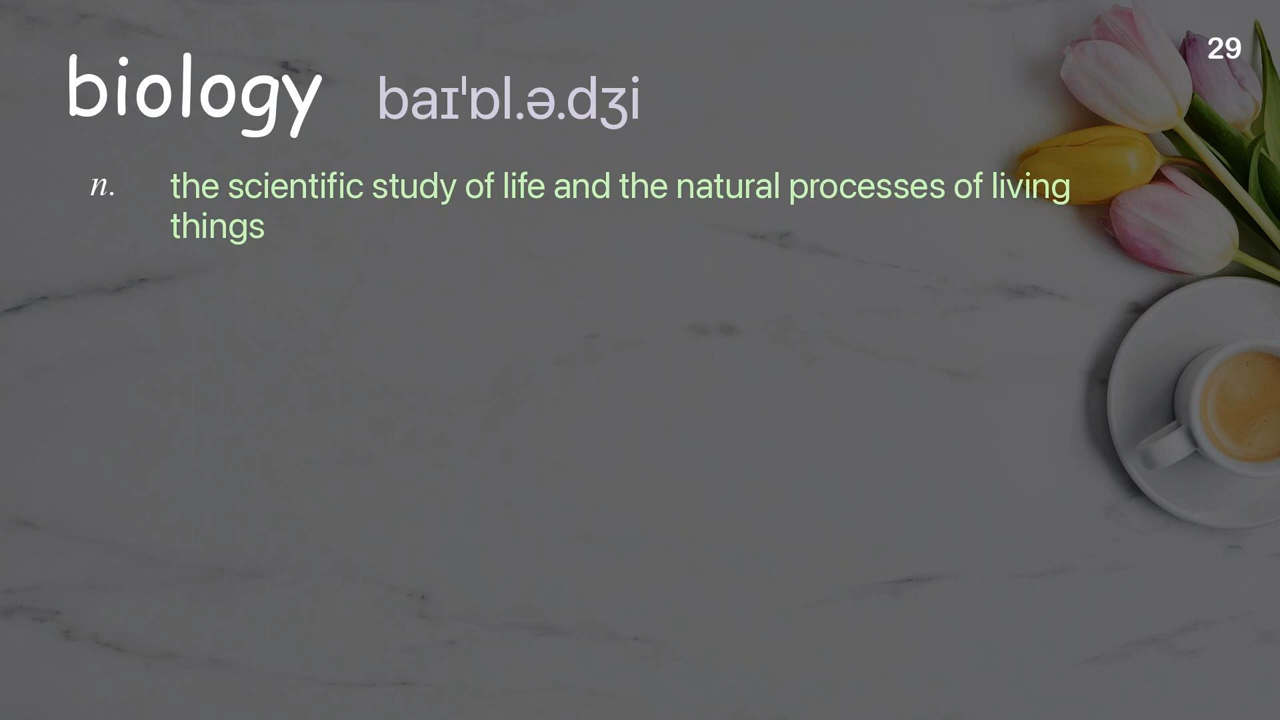 29
biology baɪˈɒl.ə.dʒi
n. the scientific study of life and the natural processes of living
things